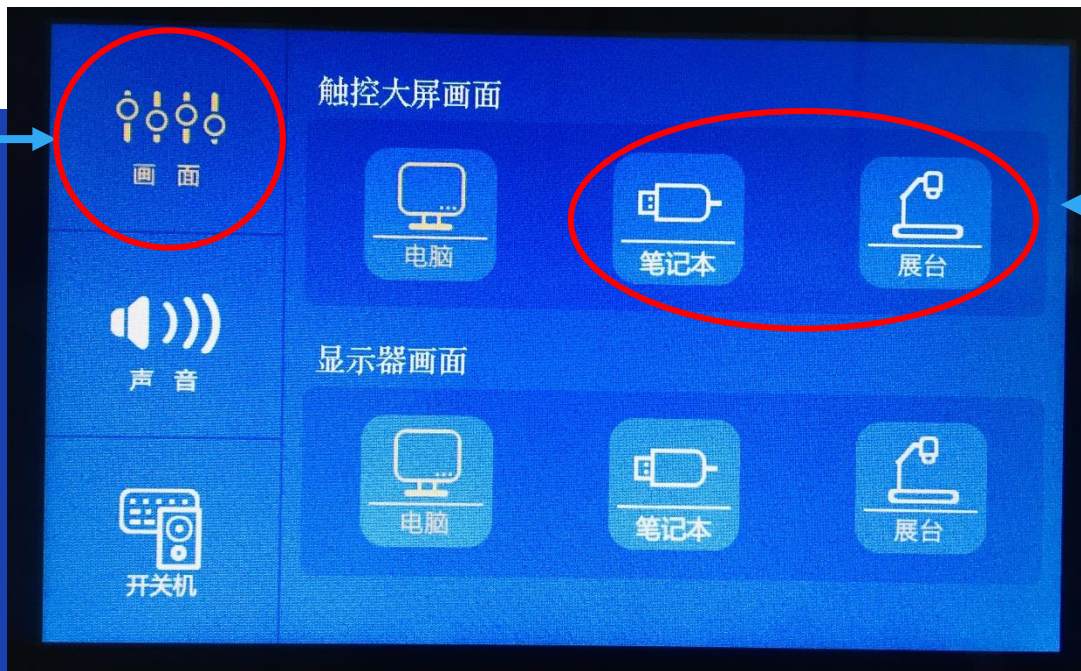 画 面
声 音
开关机
触控大屏画面
电脑
笔记本
展台
显示器画面
电脑
笔记本
展台